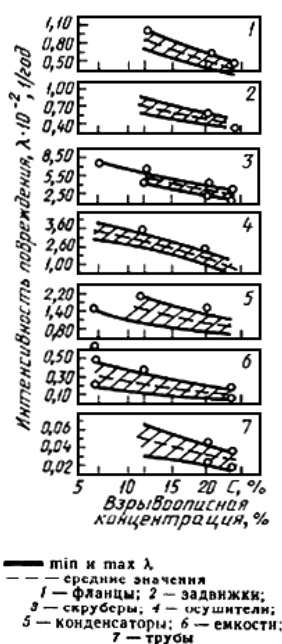 Интенсивность повреждения, λ·10⁻², 1/год
1,10
0,80
0,50
1
1,00
0,70
0,40
2
8,50
5,50
2,50
3
3,60
2,60
1,00
4
2,20
1,40
0,80
5
0,50
0,30
0,10
6
0,06
0,04
0,02
7
5 10 15 20 C, %
Взрывоописная
концентрация, %
min и max λ
средние значения
1 — фланцы; 2 — задвижки;
3 — скруберы; 4 — осушители;
5 — конденсаторы; 6 — емкости;
7 — трубы